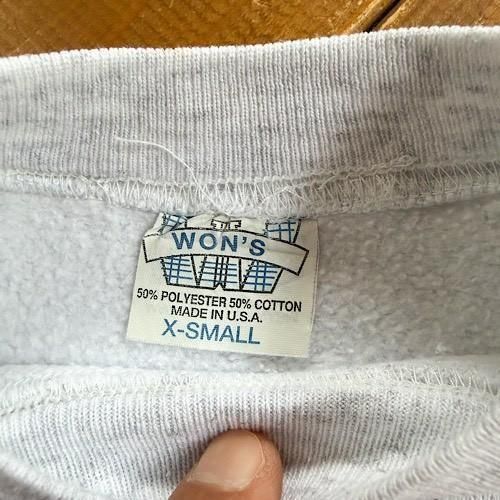 WON'S
50% POLYESTER 50% COTTON
MADE IN U.S.A.
X-SMALL